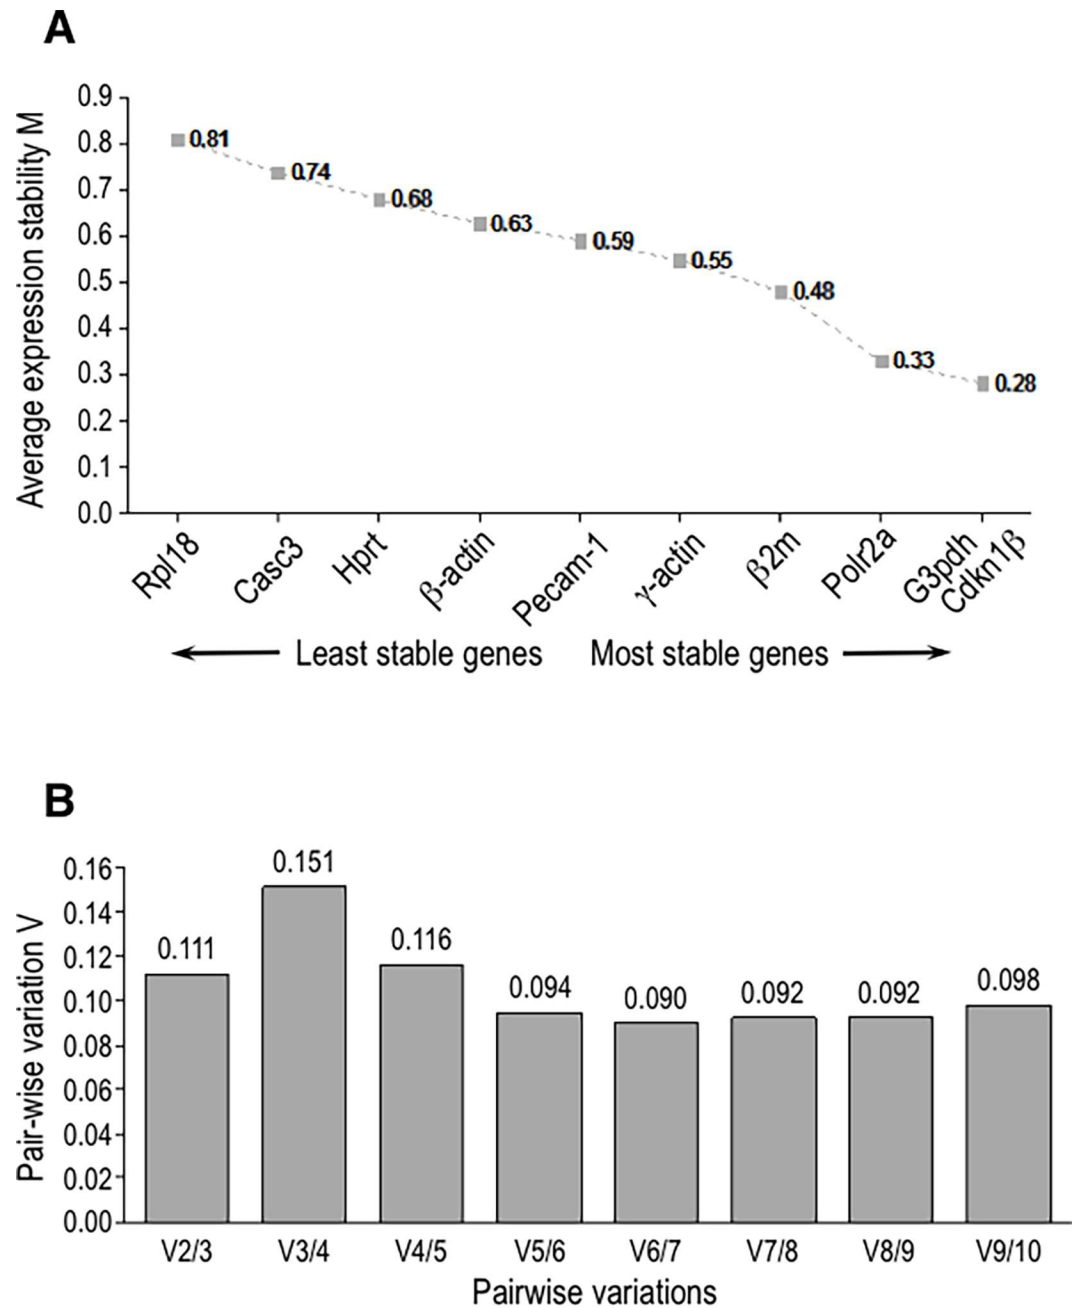 A
Average expression stability M
0.9
0.8
0.7
0.6
0.5
0.4
0.3
0.2
0.1
0.0
0.81
0.74
0.68
0.63
0.59
0.55
0.48
0.33
0.28
Rpl18
Casc3
Hprt
β-actin
Pecam-1
γ-actin
β2m
Polr2a
G3pdh
Cdkn1β
Least stable genes
Most stable genes
B
Pair-wise variation V
0.16
0.14
0.12
0.10
0.08
0.06
0.04
0.02
0.00
0.111
0.151
0.116
0.094
0.090
0.092
0.092
0.098
V2/3
V3/4
V4/5
V5/6
V6/7
V7/8
V8/9
V9/10
Pairwise variations